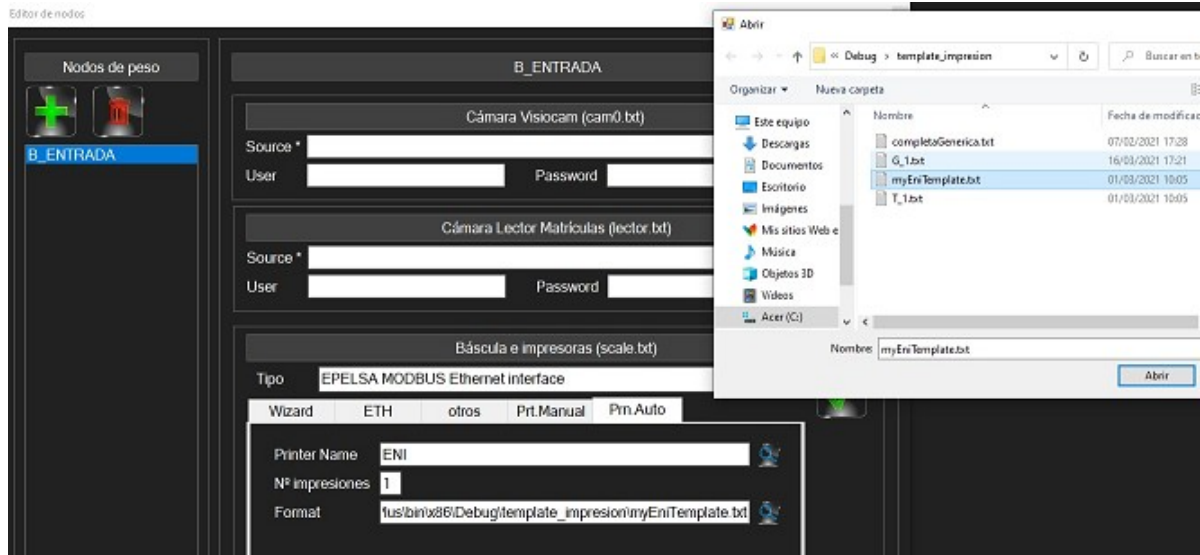 Editor de nodos
Nodos de peso
B_ENTRADA
B_ENTRADA
Cámara Visiocam (cam0.txt)
Source *
User
Password
Cámara Lector Matrículas (lector.txt)
Source *
User
Password
Báscula e impresoras (scale.txt)
Tipo EPELSA MODBUS Ethernet interface
Wizard ETH otros Prt.Manual Prn.Auto
Printer Name ENI
Nº impresiones 1
Format \bin\x86\Debug\template_impresion\myEniTemplate.txt
Abrir
« Debug > template_impresion
Buscar en
Organizar Nueva carpeta
Nombre Fecha de modificac
Este equipo
Descargas
Documentos
Escritorio
Imágenes
Mis sitios Web e
Música
Objetos 3D
Vídeos
Acer (C:)
completaGenerica.txt 07/02/2021 17:28
G_1.txt 16/03/2021 17:21
myEniTemplate.txt 01/03/2021 10:05
T_1.txt 01/03/2021 10:05
Nombre: myEniTemplate.txt
Abrir